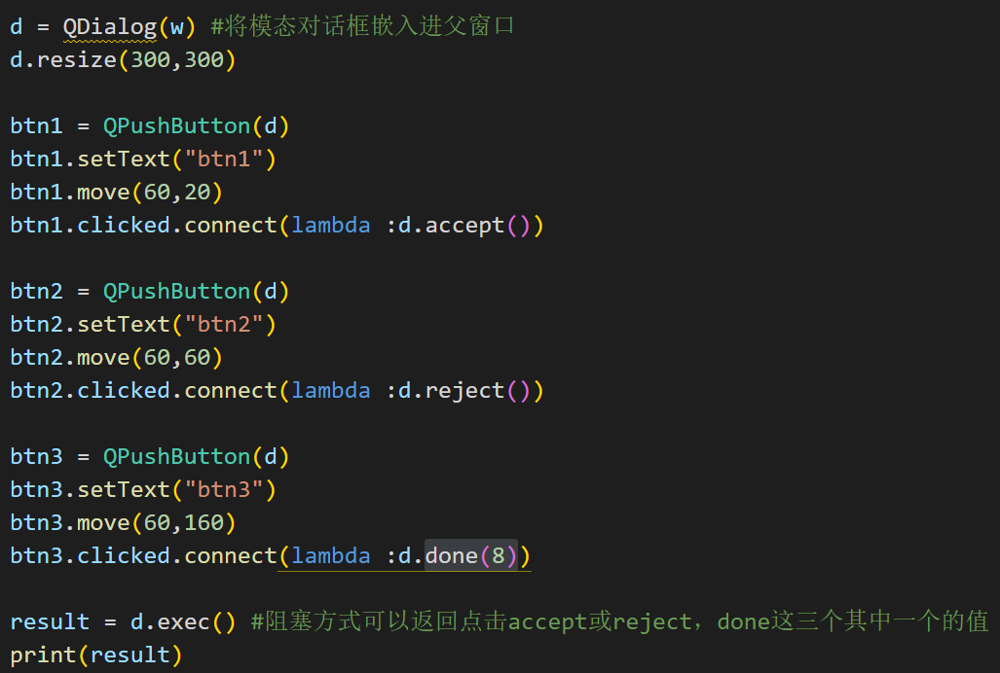 d = QDialog(w) #将模态对话框嵌入进父窗口
d.resize(300,300)
btn1 = QPushButton(d)
btn1.setText("btn1")
btn1.move(60,20)
btn1.clicked.connect(lambda :d.accept())
btn2 = QPushButton(d)
btn2.setText("btn2")
btn2.move(60,60)
btn2.clicked.connect(lambda :d.reject())
btn3 = QPushButton(d)
btn3.setText("btn3")
btn3.move(60,160)
btn3.clicked.connect(lambda :d.done(8))
result = d.exec() #阻塞方式可以返回点击accept或reject，done这三个其中一个的值
print(result)